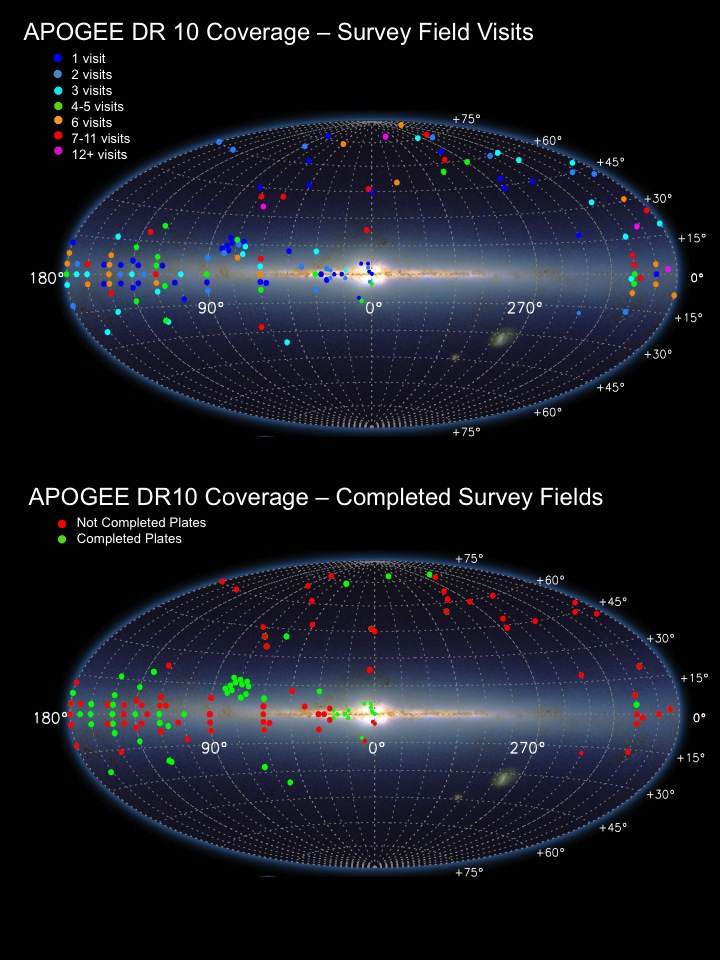 APOGEE DR 10 Coverage – Survey Field Visits
1 visit
2 visits
3 visits
4-5 visits
6 visits
7-11 visits
12+ visits
+75°
+60°
+45°
+30°
+15°
180°
0°
90°
0°
270°
+15°
+30°
+45°
+60°
+75°
APOGEE DR10 Coverage – Completed Survey Fields
Not Completed Plates
Completed Plates
+75°
+60°
+45°
+30°
+15°
180°
0°
90°
0°
270°
+15°
+30°
+45°
+60°
+75°